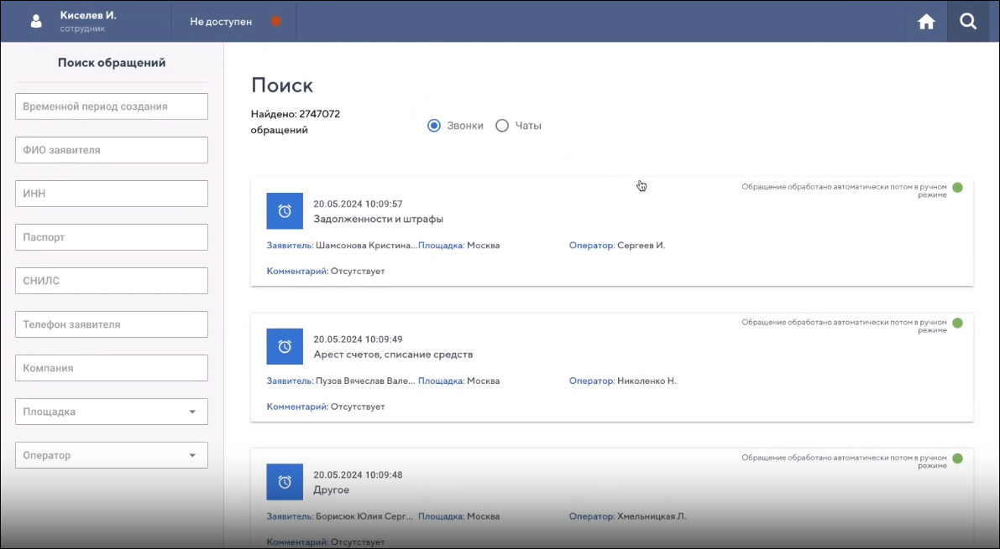 Киселев И.
сотрудник
Не доступен
Поиск обращений
Временной период создания
ФИО заявителя
ИНН
Паспорт
СНИЛС
Телефон заявителя
Компания
Площадка
Оператор
Поиск
Найдено: 2747072
обращений
Звонки
Чаты
Обращение обработано автоматически потом в ручном
режиме
20.05.2024 10:09:57
Задолженности и штрафы
Заявитель: Шамсонова Кристина... Площадка: Москва Оператор: Сергеев И.
Комментарий: Отсутствует
Обращение обработано автоматически потом в ручном
режиме
20.05.2024 10:09:49
Арест счетов, списание средств
Заявитель: Пузов Вячеслав Вале... Площадка: Москва Оператор: Николенко Н.
Комментарий: Отсутствует
Обращение обработано автоматически потом в ручном
режиме
20.05.2024 10:09:48
Другое
Заявитель: Борисюк Юлия Серг... Площадка: Москва Оператор: Хмельницкая Л.
Комментарий: Отсутствует